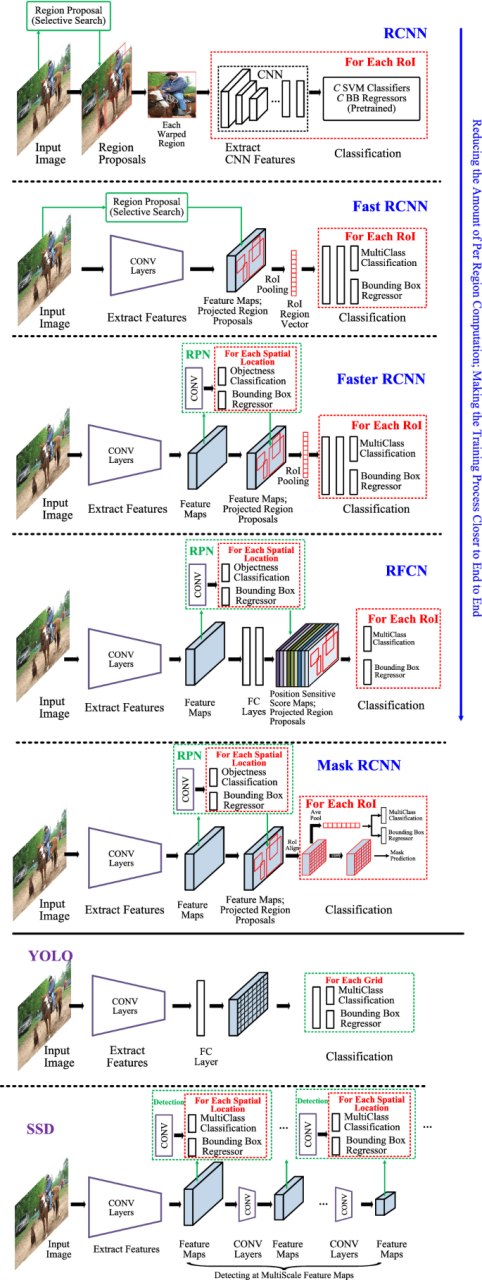 Region Proposal
(Selective Search)
RCNN
For Each RoI
CNN
C SVM Classifiers
C BB Regressors
(Pretrained)
Input
Image
Region
Proposals
Each
Warped
Region
Extract
CNN Features
Classification
Fast RCNN
Region Proposal
(Selective Search)
For Each RoI
CONV
Layers
MultiClass
Classification
Bounding Box
Regressor
RoI
Pooling
Input
Image
Extract Features
Feature Maps;
Projected Region
Proposals
RoI
Region
Vector
Classification
Faster RCNN
RPN
For Each Spatial
Location
CONV
Objectness
Classification
Bounding Box
Regressor
For Each RoI
CONV
Layers
MultiClass
Classification
Bounding Box
Regressor
RoI
Pooling
Input
Image
Extract Features
Feature
Maps
Feature Maps;
Projected Region
Proposals
Classification
RFCN
RPN
For Each Spatial
Location
CONV
Objectness
Classification
Bounding Box
Regressor
For Each RoI
CONV
Layers
MultiClass
Classification
Bounding Box
Regressor
Input
Image
Extract Features
Feature
Maps
FC
Layers
Position Sensitive
Score Maps;
Projected Region
Proposals
Classification
Mask RCNN
RPN
For Each Spatial
Location
CONV
Objectness
Classification
Bounding Box
Regressor
For Each RoI
CONV
Layers
RoI
Align
Ave
Pool
MultiClass
Classification
Bounding Box
Regressor
Mask
Prediction
Input
Image
Extract Features
Feature
Maps
Feature Maps;
Projected Region
Proposals
Classification
Reducing the Amount of Per Region Computation; Making the Training Process Closer to End to End
YOLO
CONV
Layers
For Each Grid
MultiClass
Classification
Bounding Box
Regressor
Input
Image
Extract
Features
FC
Layer
Classification
SSD
Detection
For Each Spatial
Location
CONV
MultiClass
Classification
Bounding Box
Regressor
...
Detection
For Each Spatial
Location
CONV
MultiClass
Classification
Bounding Box
Regressor
...
CONV
Layers
CONV
...
CONV
Input
Image
Extract Features
Feature
Maps
CONV
Layers
Feature
Maps
CONV
Layers
Feature
Maps
Detecting at MultiScale Feature Maps